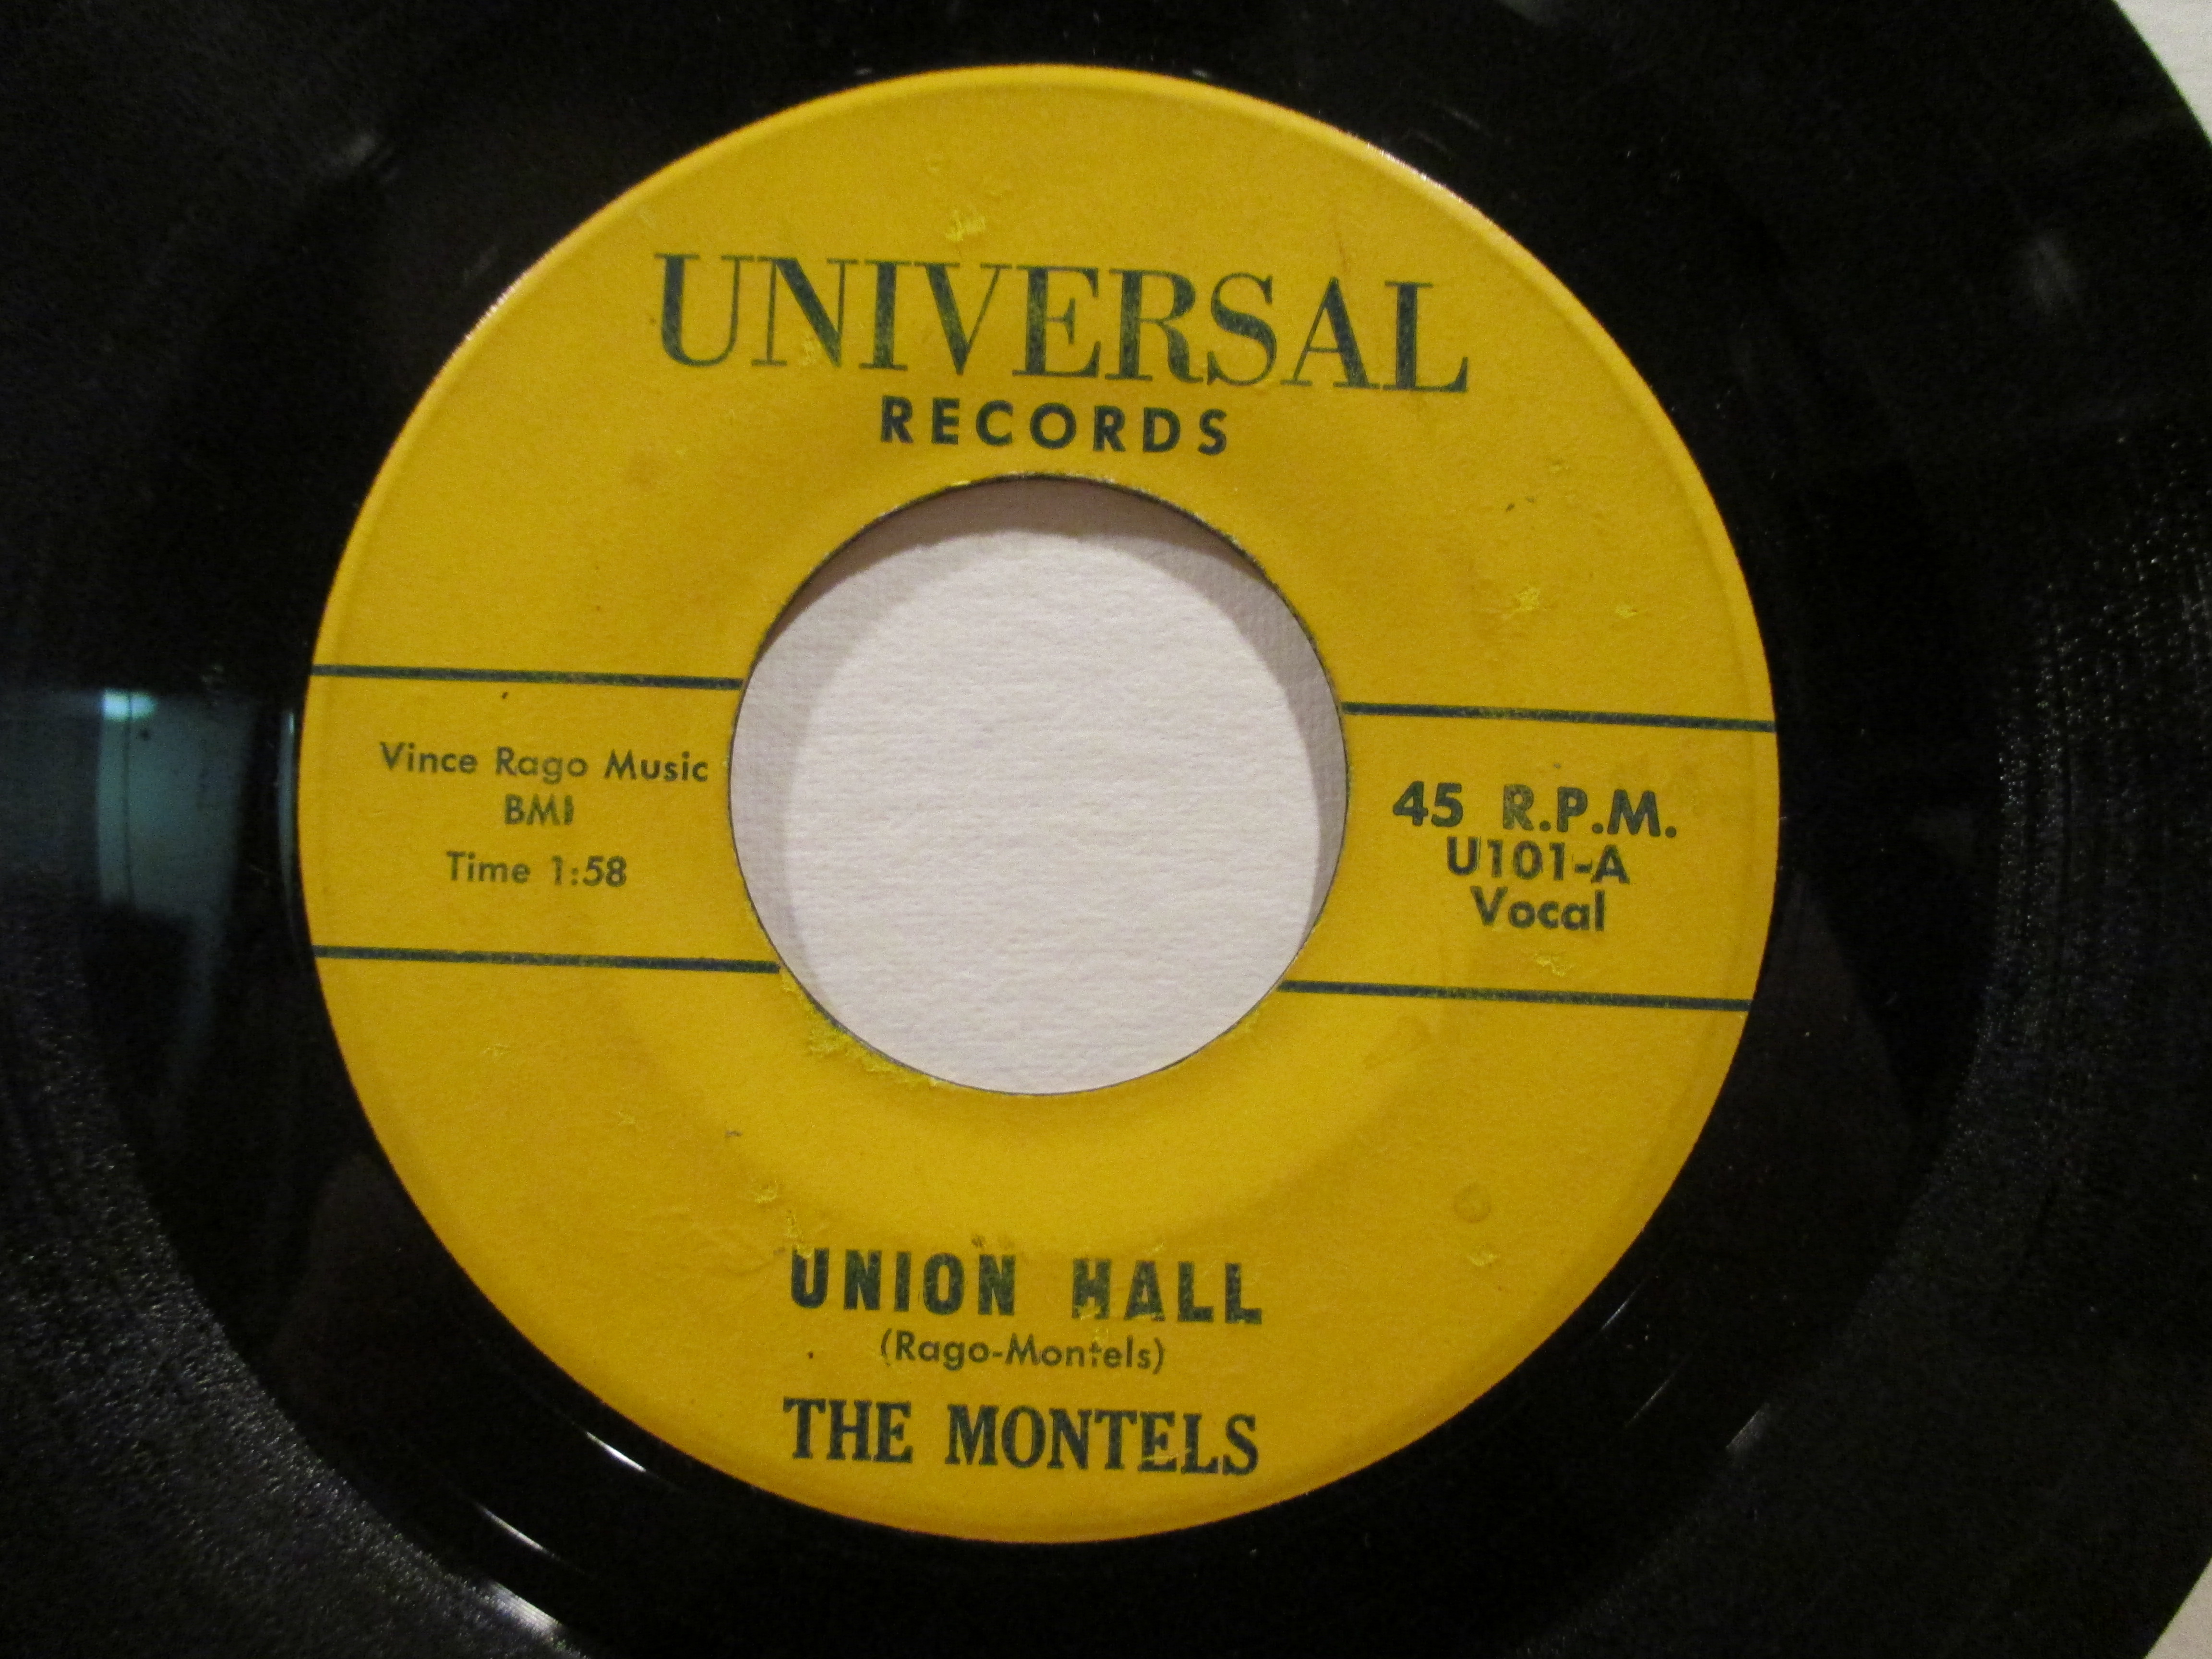 UNIVERSAL
RECORDS
Vince Rago Music
BMI
Time 1:58
45 R.P.M.
U101-A
Vocal
UNION HALL
(Rago-Montels)
THE MONTELS